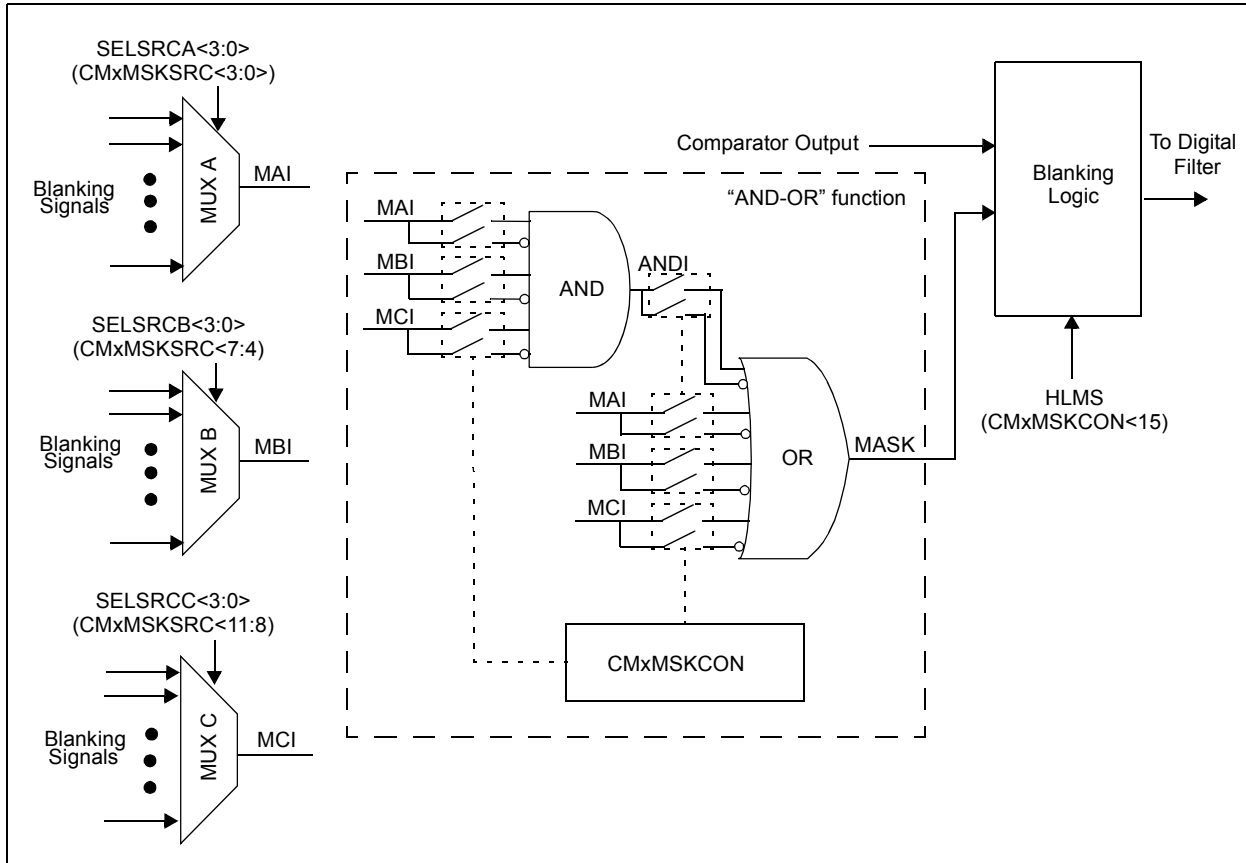 SELSRCA<3:0>
(CMxMSKSRC<3:0>)
Blanking
Signals
MUX A
MAI
SELSRCB<3:0>
(CMxMSKSRC<7:4)
Blanking
Signals
MUX B
MBI
SELSRCC<3:0>
(CMxMSKSRC<11:8)
Blanking
Signals
MUX C
MCI
“AND-OR” function
MAI
MBI
MCI
AND
ANDI
MAI
MBI
MCI
OR
MASK
CMxMSKCON
Comparator Output
Blanking
Logic
To Digital
Filter
HLMS
(CMxMSKCON<15)